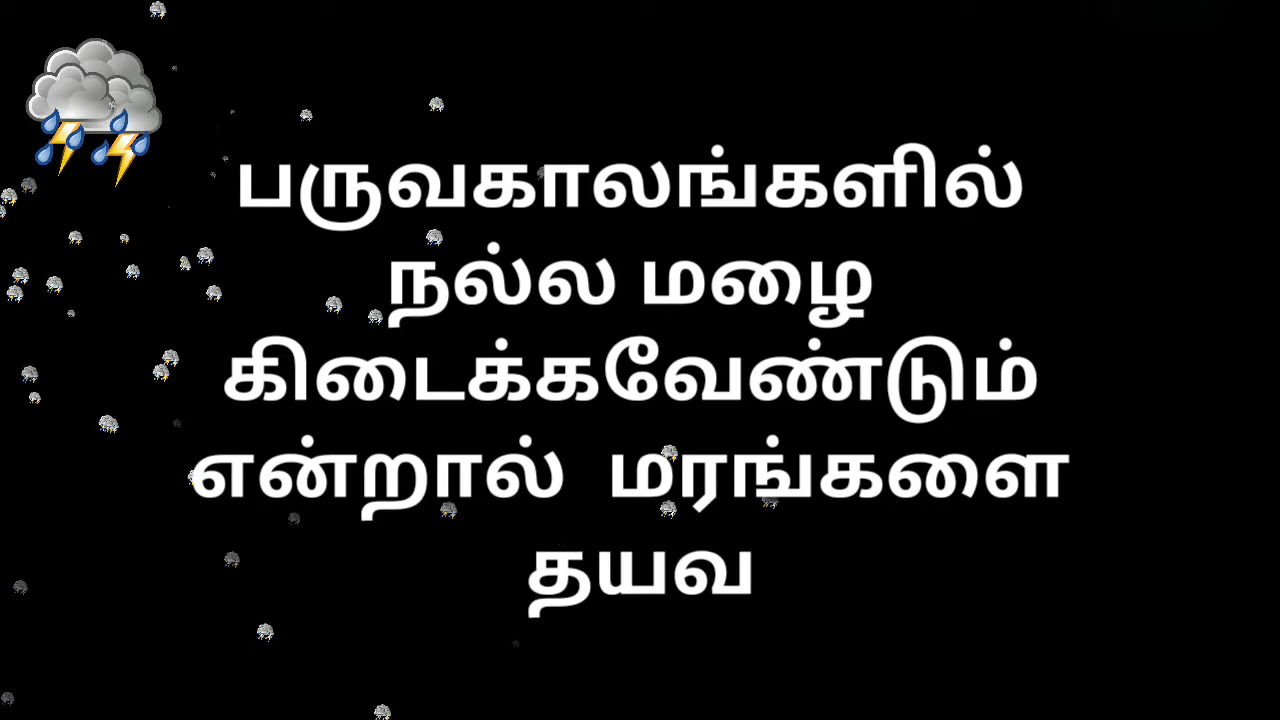 பருவகாலங்களில்
நல்ல மழை
கிடைக்கவேண்டும்
என்றால் மரங்களை
தயவ